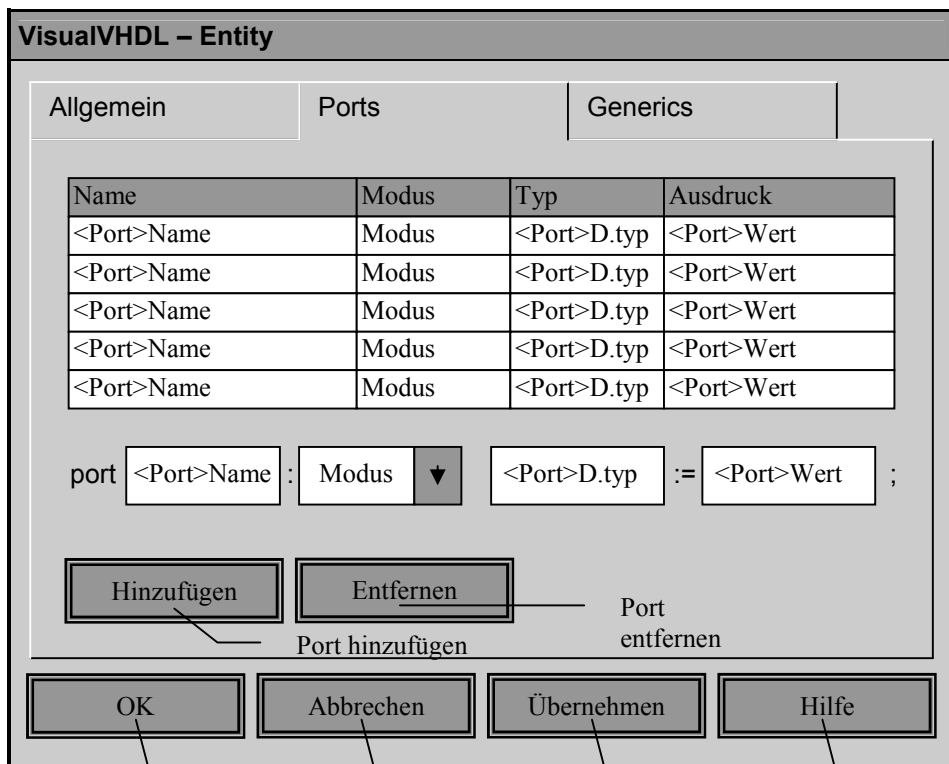 VisualVHDL – Entity
Allgemein Ports Generics
Name Modus Typ Ausdruck
<Port>Name Modus <Port>D.typ <Port>Wert
<Port>Name Modus <Port>D.typ <Port>Wert
<Port>Name Modus <Port>D.typ <Port>Wert
<Port>Name Modus <Port>D.typ <Port>Wert
<Port>Name Modus <Port>D.typ <Port>Wert
port <Port>Name : Modus <Port>D.typ := <Port>Wert ;
Hinzufügen Entfernen
Port hinzufügen
Port
entfernen
OK Abbrechen Übernehmen Hilfe